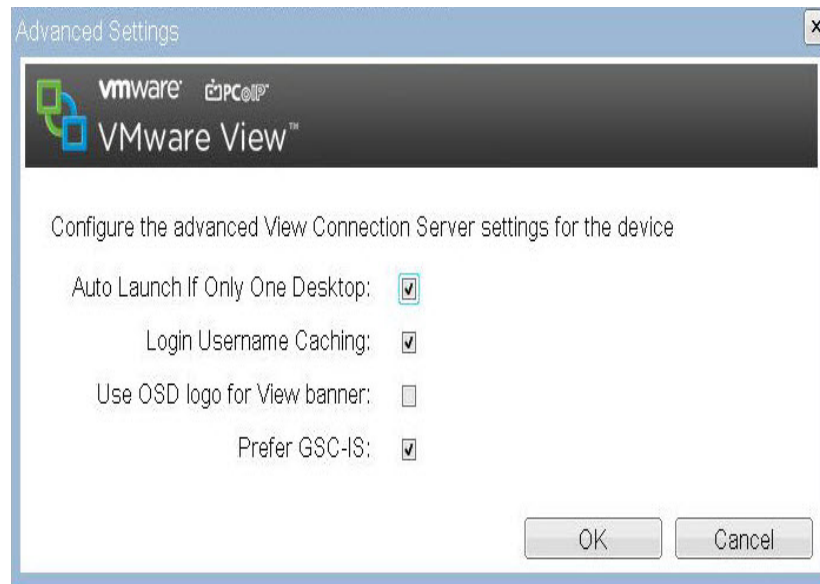 Advanced Settings
vmware PCoIP
VMware View™
Configure the advanced View Connection Server settings for the device
Auto Launch If Only One Desktop:
Login Username Caching:
Use OSD logo for View banner:
Prefer GSC-IS:
OK
Cancel